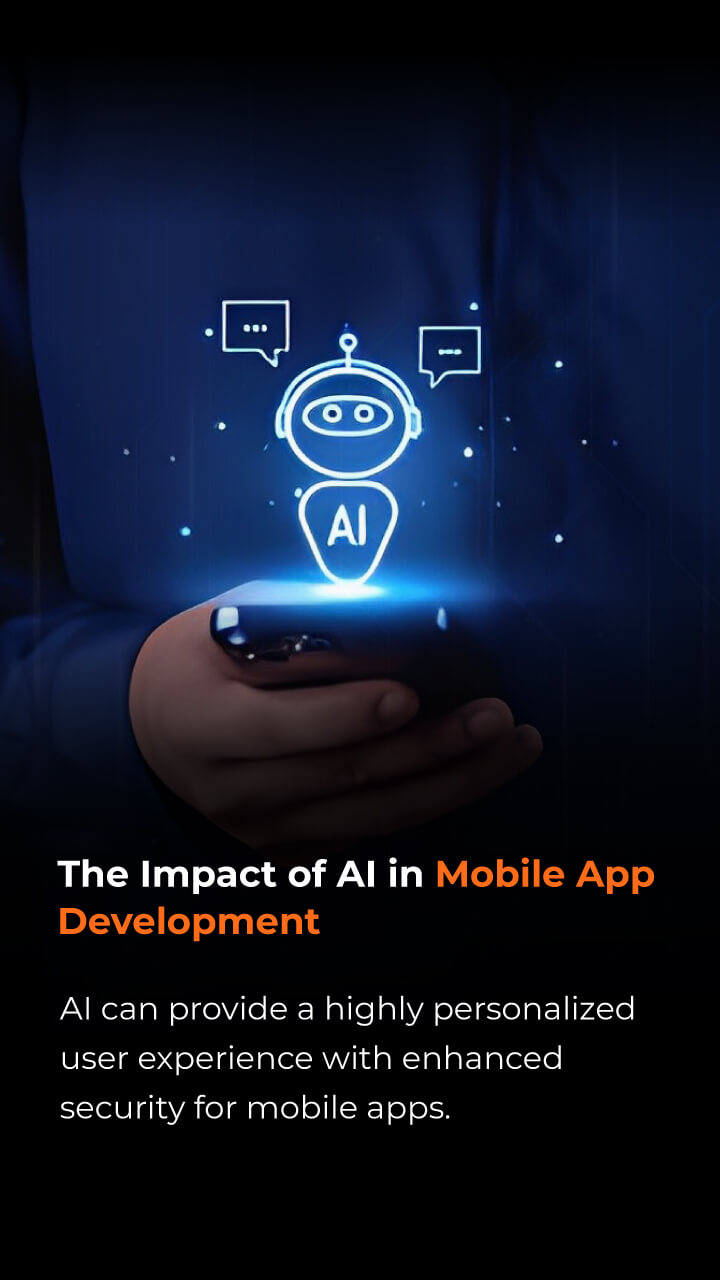 AI
The Impact of AI in Mobile App
Development
AI can provide a highly personalized
user experience with enhanced
security for mobile apps.